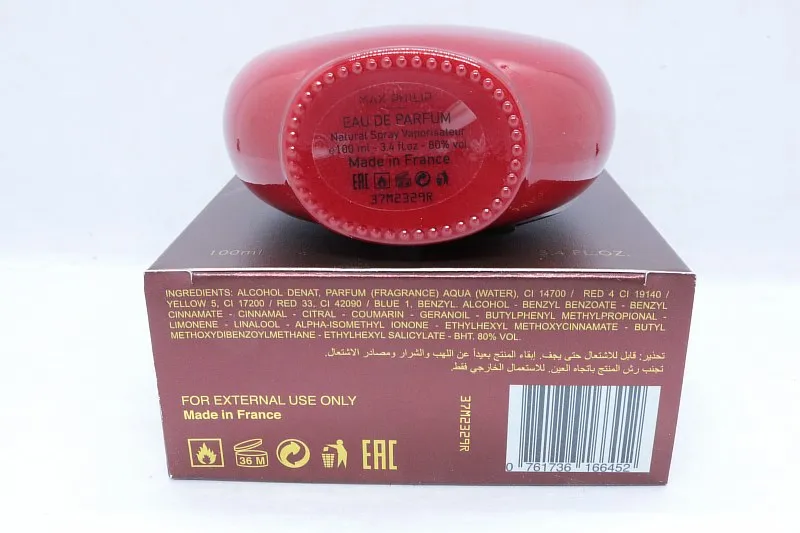 MAX PHILIP
EAU DE PARFUM
Natural Spray Vaporisateur
e100 ml - 3.4 fl.oz - 80% vol
Made in France
EAC
37M2329R
100ml
3.4 FL.OZ.
INGREDIENTS: ALCOHOL DENAT, PARFUM (FRAGRANCE) AQUA (WATER), CI 14700 / RED 4 CI 19140 /
YELLOW 5, CI 17200 / RED 33, CI 42090 / BLUE 1, BENZYL. ALCOHOL - BENZYL BENZOATE - BENZYL
CINNAMATE - CINNAMAL - CITRAL - COUMARIN - GERANOIL - BUTYLPHENYL METHYLPROPIONAL -
LIMONENE - LINALOOL - ALPHA-ISOMETHYL IONONE - ETHYLHEXYL METHOXYCINNAMATE - BUTYL
METHOXYDIBENZOYLMETHANE - ETHYLHEXYL SALICYLATE - BHT. 80% VOL.
تحذير: قابل للاشتعال حتى يجف. إبقاء المنتج بعيداً عن اللهب والشرار ومصادر الاشتعال.
تجنب رش المنتج باتجاه العين. للاستعمال الخارجي فقط.
FOR EXTERNAL USE ONLY
Made in France
36 M
EAC
37M2329R
0 761736 166452